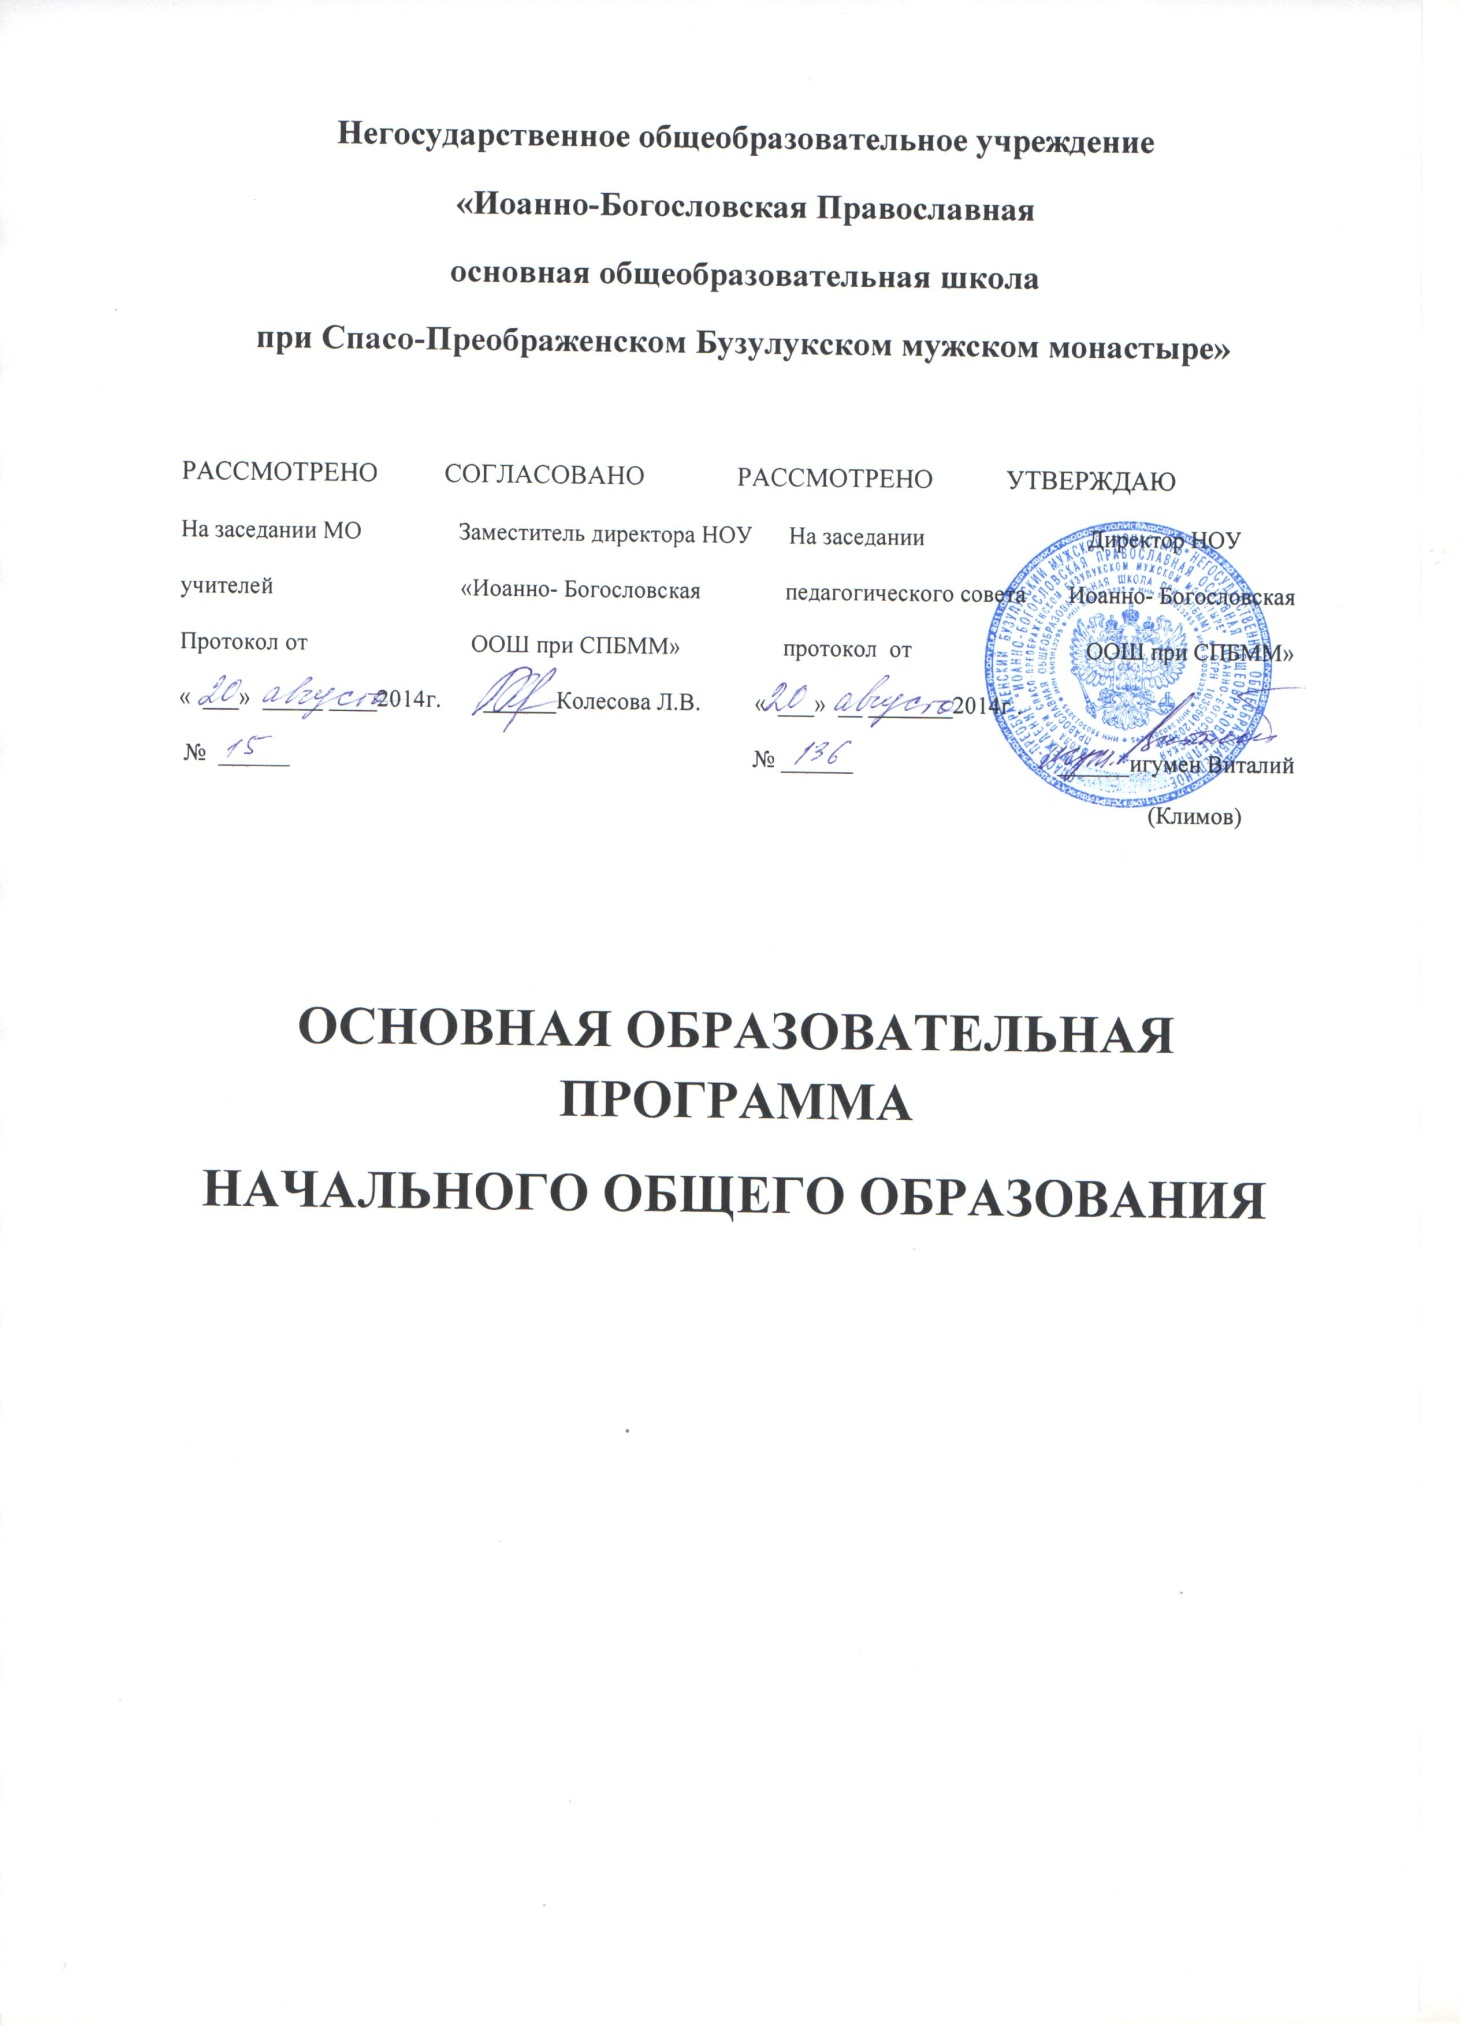 Негосударственное общеобразовательное учреждение
«Иоанно-Богословская Православная
основная общеобразовательная школа
при Спасо-Преображенском Бузулукском мужском монастыре»
РАССМОТРЕНО СОГЛАСОВАНО РАССМОТРЕНО УТВЕРЖДАЮ
На заседании МО Заместитель директора НОУ На заседании Директор НОУ
учителей «Иоанно- Богословская педагогического совета Иоанно- Богословская
Протокол от ООШ при СПБММ» протокол от ООШ при СПБММ»
« 20» августа 2014г. Колесова Л.В. «20 » августа 2014г.
№ 15 № 136 игумен Виталий
(Климов)
ОСНОВНАЯ ОБРАЗОВАТЕЛЬНАЯ
ПРОГРАММА
НАЧАЛЬНОГО ОБЩЕГО ОБРАЗОВАНИЯ